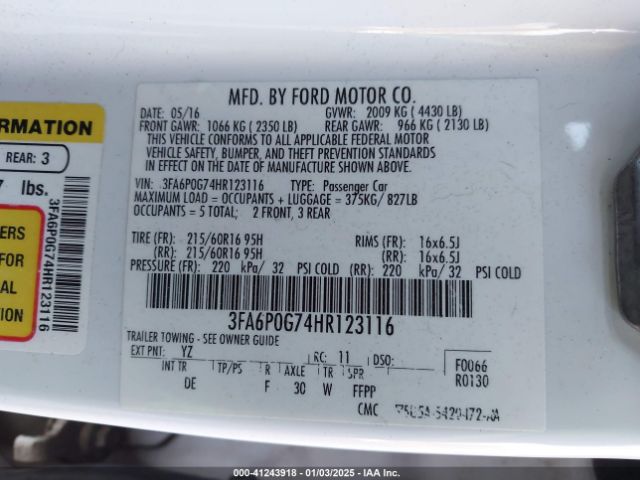 MFD. BY FORD MOTOR CO.
DATE: 05/16 GVWR: 2009 KG ( 4430 LB)
FRONT GAWR: 1066 KG ( 2350 LB) REAR GAWR: 966 KG ( 2130 LB)
THIS VEHICLE CONFORMS TO ALL APPLICABLE FEDERAL MOTOR
VEHICLE SAFETY, BUMPER, AND THEFT PREVENTION STANDARDS
IN EFFECT ON THE DATE OF MANUFACTURE SHOWN ABOVE.
VIN: 3FA6P0G74HR123116 TYPE: Passenger Car
MAXIMUM LOAD = OCCUPANTS + LUGGAGE = 375KG/ 827LB
OCCUPANTS = 5 TOTAL: 2 FRONT, 3 REAR
TIRE (FR): 215/60R16 95H RIMS (FR): 16x6.5J
(RR): 215/60R16 95H (RR): 16x6.5J
PRESSURE (FR): 220 kPa/ 32 PSI COLD (RR): 220 kPa/ 32 PSI COLD
3FA6P0G74HR123116
TRAILER TOWING - SEE OWNER GUIDE
EXT PNT: YZ RC: 11 DSO:
F0066
R0130
INT TR TP/PS R AXLE TR SPR
DE F 30 W FFPP
CMC
ORMATION
REAR: 3
lbs.
3FA6P0G74HR123116
000-41243918 - 01/03/2025 - IAA Inc.